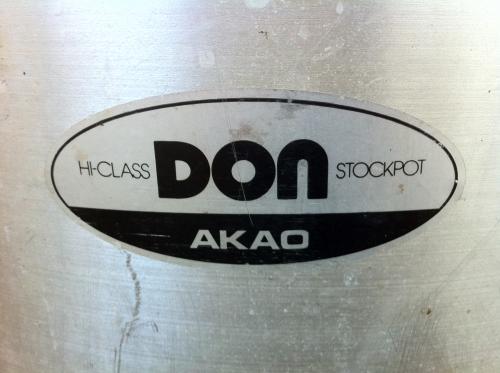 HI-CLASS DON STOCKPOT
AKAO